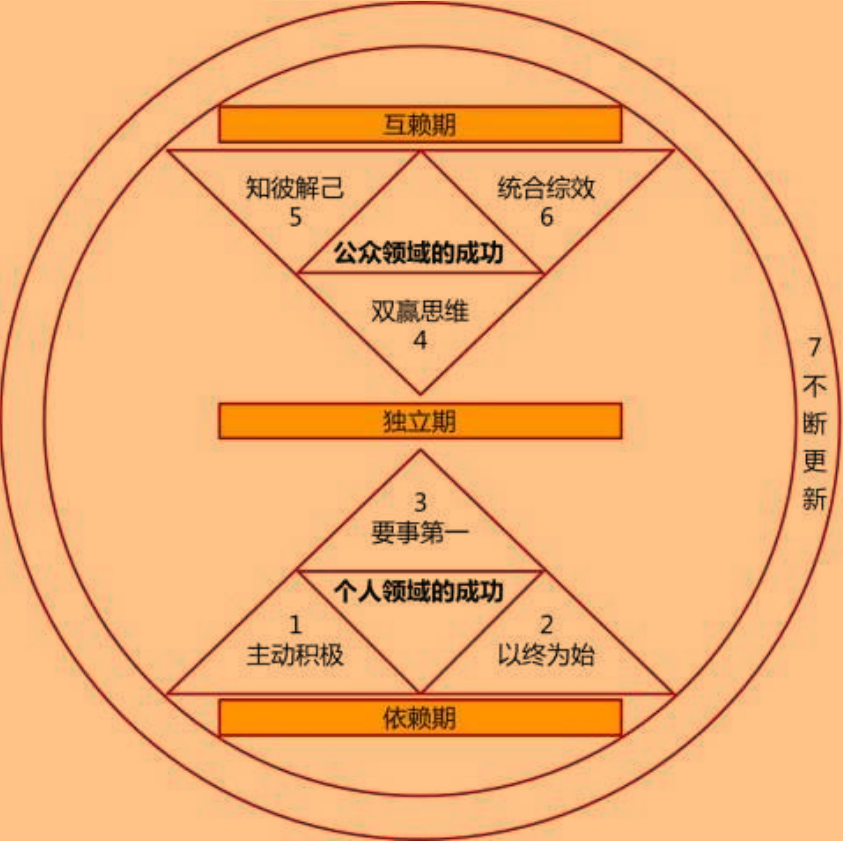 互赖期
知彼解己
5
统合综效
6
公众领域的成功
双赢思维
4
独立期
3
要事第一
个人领域的成功
1
主动积极
2
以终为始
依赖期
7
不
断
更
新